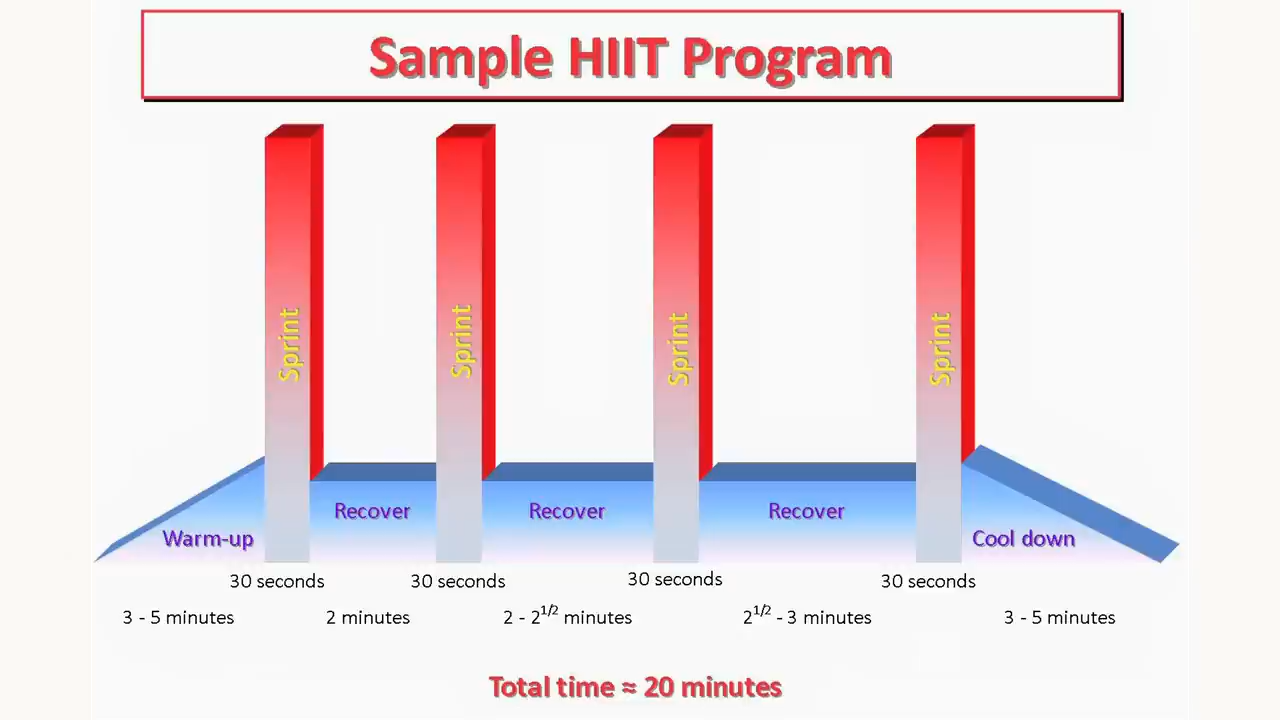 Sample HIIT Program
Sprint
Sprint
Sprint
Sprint
Warm-up
Recover
Recover
Recover
Cool down
30 seconds
30 seconds
30 seconds
30 seconds
3 - 5 minutes
2 minutes
2 - 2^1/2 minutes
2^1/2 - 3 minutes
3 - 5 minutes
Total time ≈ 20 minutes